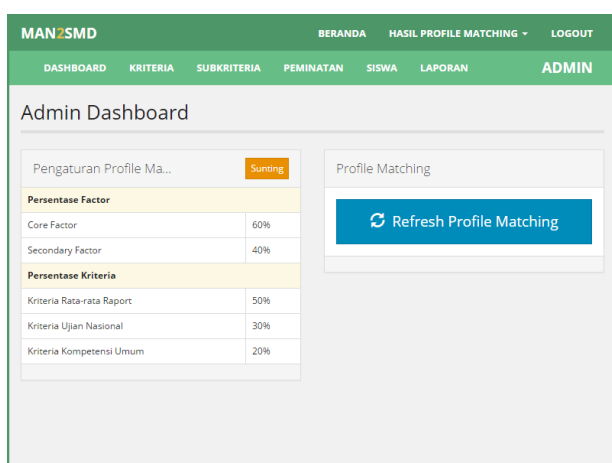 MAN2SMD
BERANDA HASIL PROFILE MATCHING LOGOUT
DASHBOARD KRITERIA SUBKRITERIA PEMINATAN SISWA LAPORAN ADMIN
Admin Dashboard
Pengaturan Profile Ma...
Sunting
Persentase Factor
Core Factor 60%
Secondary Factor 40%
Persentase Kriteria
Kriteria Rata-rata Raport 50%
Kriteria Ujian Nasional 30%
Kriteria Kompetensi Umum 20%
Profile Matching
Refresh Profile Matching